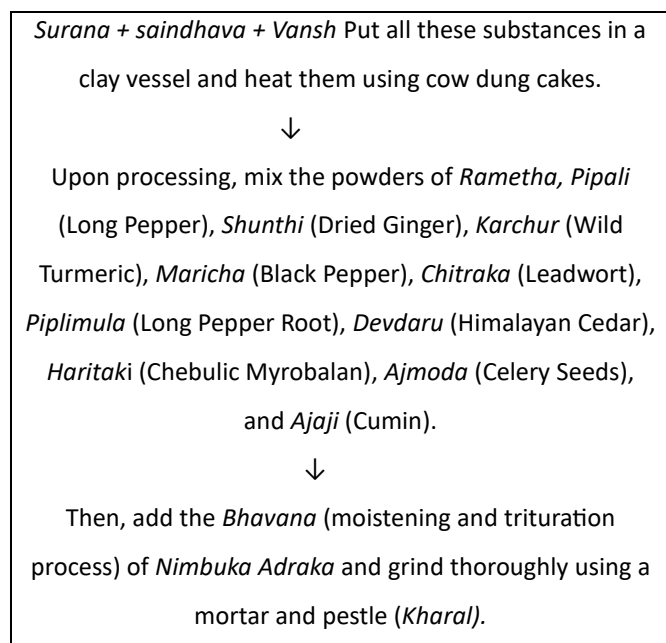 Surana + saindhava + Vansh Put all these substances in a
clay vessel and heat them using cow dung cakes.
↓
Upon processing, mix the powders of Rametha, Pipali
(Long Pepper), Shunthi (Dried Ginger), Karchur (Wild
Turmeric), Maricha (Black Pepper), Chitraka (Leadwort),
Piplimula (Long Pepper Root), Devdaru (Himalayan Cedar),
Haritaki (Chebulic Myrobalan), Ajmoda (Celery Seeds),
and Ajaji (Cumin).
↓
Then, add the Bhavana (moistening and trituration
process) of Nimbuka Adraka and grind thoroughly using a
mortar and pestle (Kharal).